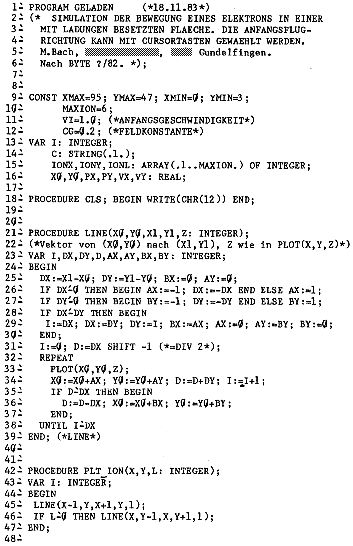 1∸ PROGRAM GELADEN (*18.11.83*)
2∸ (* SIMULATION DER BEWEGUNG EINES ELEKTRONS IN EINER
3∸ MIT LADUNGEN BESETZTEN FLAECHE. DIE ANFANGSFLUG-
4∸ RICHTUNG KANN MIT CURSORTASTEN GEWAEHLT WERDEN.
5∸ M.Bach, Gundelfingen.
6∸ Nach BYTE ?/82. *);
7∸
8∸
9∸ CONST XMAX=95; YMAX=47; XMIN=Ø; YMIN=3;
10∸ MAXION=6;
11∸ VI=1.Ø; (*ANFANGSGESCHWINDIGKEIT*)
12∸ CG=Ø.2; (*FELDKONSTANTE*)
13∸ VAR I: INTEGER;
14∸ C: STRING(.1.);
15∸ IONX,IONY,IONL: ARRAY(.1..MAXION.) OF INTEGER;
16∸ XØ,YØ,PX,PY,VX,VY: REAL;
17∸
18∸ PROCEDURE CLS; BEGIN WRITE(CHR(12)) END;
19∸
20∸
21∸ PROCEDURE LINE(XØ,YØ,X1,Y1,Z: INTEGER);
22∸ (*Vektor von (XØ,YØ) nach (X1,Y1), Z wie in PLOT(X,Y,Z)*)
23∸ VAR I,DX,DY,D,AX,AY,BX,BY: INTEGER;
24∸ BEGIN
25∸ DX:=X1-XØ; DY:=Y1-YØ; BX:=Ø; AY:=Ø;
26∸ IF DX∸Ø THEN BEGIN AX:=-1; DX:=-DX END ELSE AX:=1;
27∸ IF DY∸Ø THEN BEGIN BY:=-1; DY:=-DY END ELSE BY:=1;
28∸ IF DX∸DY THEN BEGIN
29∸ I:=DX; DX:=DY; DY:=I; BX:=AX; AX:=Ø; AY:=BY; BY:=Ø;
30∸ END;
31∸ I:=Ø; D:=DX SHIFT -1 (*=DIV 2*);
32∸ REPEAT
33∸ PLOT(XØ,YØ,Z);
34∸ XØ:=XØ+AX; YØ:=YØ+AY; D:=D+DY; I:=I+1;
35∸ IF D∸DX THEN BEGIN
36∸ D:=D-DX; XØ:=XØ+BX; YØ:=YØ+BY;
37∸ END;
38∸ UNTIL I∸DX
39∸ END; (*LINE*)
40∸
41∸
42∸ PROCEDURE PLT_ION(X,Y,L: INTEGER);
43∸ VAR I: INTEGER;
44∸ BEGIN
45∸ LINE(X-1,Y,X+1,Y,1);
46∸ IF L∸Ø THEN LINE(X,Y-1,X,Y+1,1);
47∸ END;
48∸